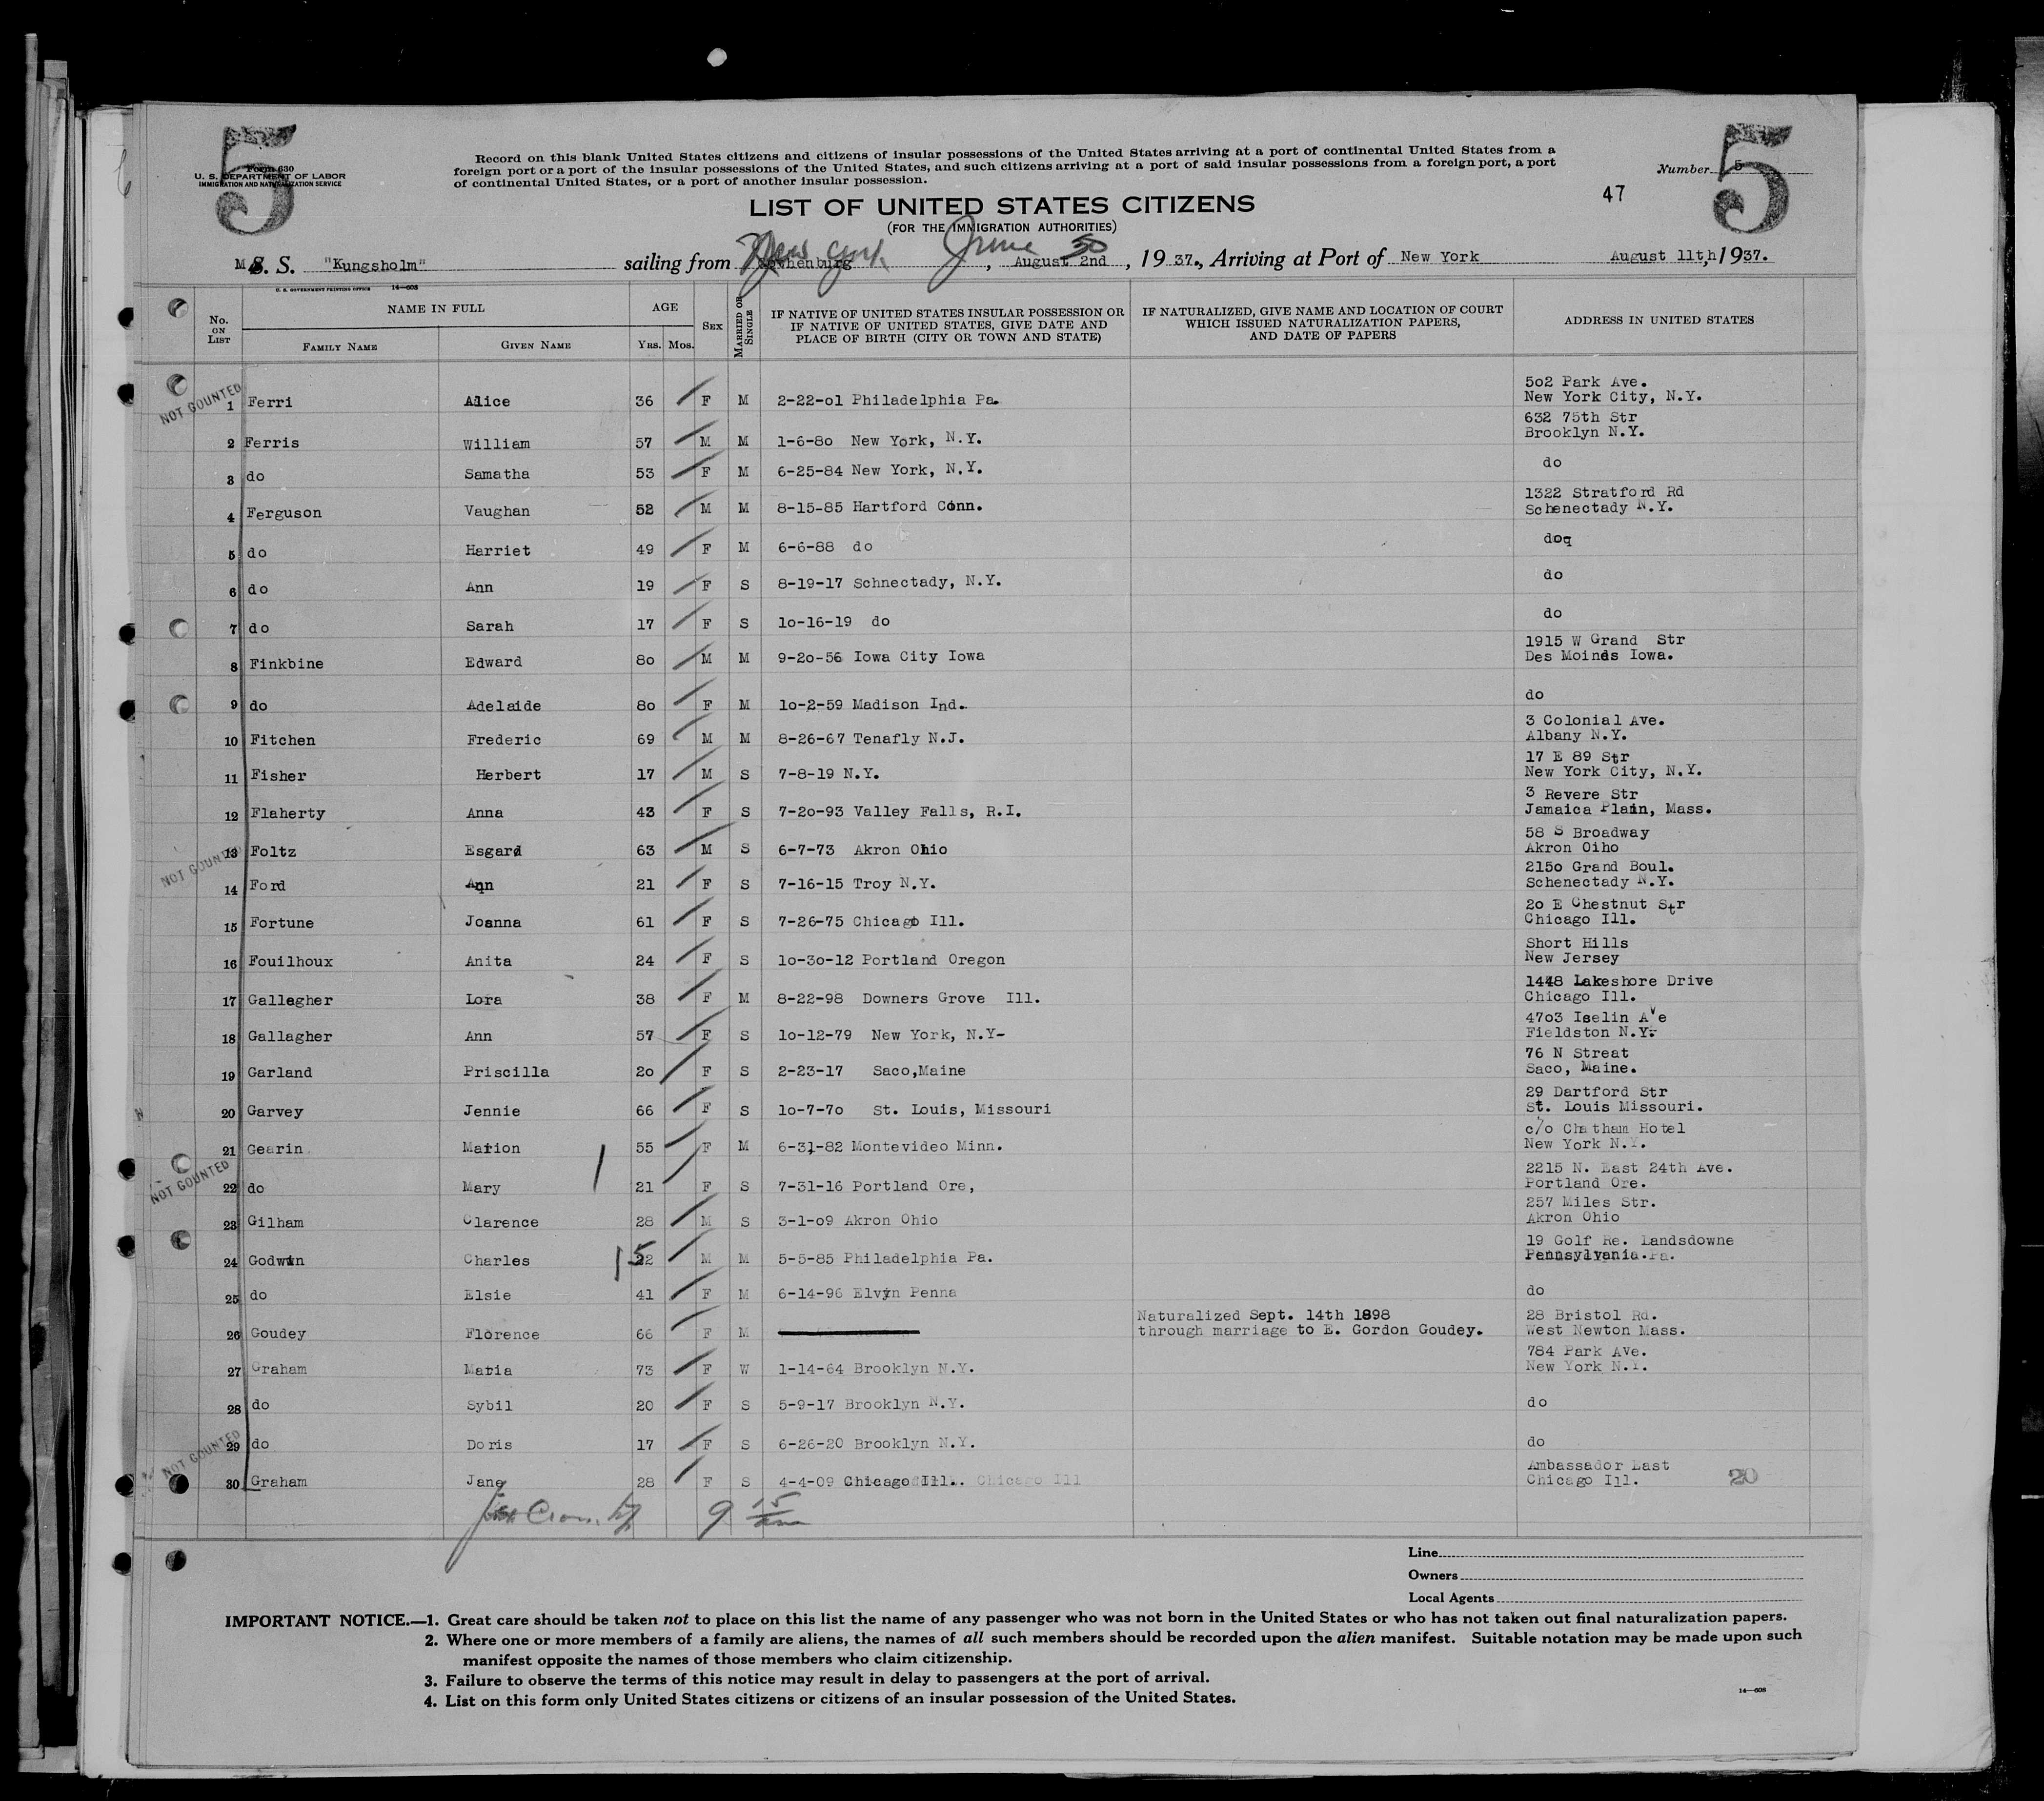 5
Form 630
U. S. DEPARTMENT OF LABOR
IMMIGRATION AND NATURALIZATION SERVICE
Record on this blank United States citizens and citizens of insular possessions of the United States arriving at a port of continental United States from a
foreign port or a port of the insular possessions of the United States, and such citizens arriving at a port of said insular possessions from a foreign port, a port
of continental United States, or a port of another insular possession.
Number 5
5
47
LIST OF UNITED STATES CITIZENS
(FOR THE IMMIGRATION AUTHORITIES)
New York June 30
M. S. S. "Kungsholm" sailing from Gothenburg, August 2nd, 1937., Arriving at Port of New York August 11th, 1937.
U. S. GOVERNMENT PRINTING OFFICE 14—608
No. ON LIST NAME IN FULL FAMILY NAME GIVEN NAME AGE YRS. MOS. SEX MARRIED OR SINGLE IF NATIVE OF UNITED STATES INSULAR POSSESSION OR IF NATIVE OF UNITED STATES, GIVE DATE AND PLACE OF BIRTH (CITY OR TOWN AND STATE) IF NATURALIZED, GIVE NAME AND LOCATION OF COURT WHICH ISSUED NATURALIZATION PAPERS, AND DATE OF PAPERS ADDRESS IN UNITED STATES
NOT COUNTED
502 Park Ave.
1 Ferri Alice 36 F M 2-22-01 Philadelphia Pa. New York City, N.Y.
632 75th Str
2 Ferris William 57 M M 1-6-80 New York, N.Y. Brooklyn N.Y.
3 do Samatha 53 F M 6-25-84 New York, N.Y. do
1322 Stratford Rd
4 Ferguson Vaughan 52 M M 8-15-85 Hartford Conn. Schenectady N.Y.
5 do Harriet 49 F M 6-6-88 do doq
6 do Ann 19 F S 8-19-17 Schnectady, N.Y. do
7 do Sarah 17 F S 10-16-19 do do
1915 W Grand Str
8 Finkbine Edward 80 M M 9-20-56 Iowa City Iowa Des Moines Iowa.
9 do Adelaide 80 F M 10-2-59 Madison Ind. do
3 Colonial Ave.
10 Fitchen Frederic 69 M M 8-26-67 Tenafly N.J. Albany N.Y.
17 E 89 Str
11 Fisher Herbert 17 M S 7-8-19 N.Y. New York City, N.Y.
3 Revere Str
12 Flaherty Anna 43 F S 7-20-93 Valley Falls, R.I. Jamaica Plain, Mass.
58 S Broadway
13 Foltz Esgard 63 M S 6-7-73 Akron Ohio Akron Oiho
NOT COUNTED
2150 Grand Boul.
14 Ford Ann 21 F S 7-16-15 Troy N.Y. Schenectady N.Y.
20 E Chestnut Str
15 Fortune Joanna 61 F S 7-26-75 Chicago Ill. Chicago Ill.
Short Hills
16 Fouilhoux Anita 24 F S 10-30-12 Portland Oregon New Jersey
1448 Lakeshore Drive
17 Gallagher Lora 38 F M 8-22-98 Downers Grove Ill. Chicago Ill.
4703 Iselin Ave
18 Gallagher Ann 57 F S 10-12-79 New York, N.Y- Fieldston N.Y.
76 N Streat
19 Garland Priscilla 20 F S 2-23-17 Saco,Maine Saco, Maine.
29 Dartford Str
20 Garvey Jennie 66 F S 10-7-70 St. Louis, Missouri St. Louis Missouri.
c/o Chatham Hotel
21 Gearin Marion 55 F M 6-31-82 Montevideo Minn. New York N.Y.
NOT COUNTED
2215 N. East 24th Ave.
22 do Mary 21 F S 7-31-16 Portland Ore, Portland Ore.
257 Miles Str.
23 Gilham Clarence 28 M S 3-1-09 Akron Ohio Akron Ohio
19 Golf Re. Landsdowne
24 Godwin Charles 52 M M 5-5-85 Philadelphia Pa. Pennsylvania.Pa.
25 do Elsie 41 F M 6-14-96 Elvyn Penna do
Naturalized Sept. 14th 1898 28 Bristol Rd.
26 Goudey Florence 66 F M through marriage to E. Gordon Goudey. West Newton Mass.
784 Park Ave.
27 Graham Maria 73 F W 1-14-64 Brooklyn N.Y. New York N.Y.
28 do Sybil 20 F S 5-9-17 Brooklyn N.Y. do
29 do Doris 17 F S 6-26-20 Brooklyn N.Y. do
NOT COUNTED
Ambassador East
30 Graham Jane 28 F S 4-4-09 Chicago Ill. Chicago Ill Chicago Ill. 20
9 15
Line
Owners
Local Agents
IMPORTANT NOTICE.—1. Great care should be taken not to place on this list the name of any passenger who was not born in the United States or who has not taken out final naturalization papers.
2. Where one or more members of a family are aliens, the names of all such members should be recorded upon the alien manifest. Suitable notation may be made upon such
manifest opposite the names of those members who claim citizenship.
3. Failure to observe the terms of this notice may result in delay to passengers at the port of arrival.
4. List on this form only United States citizens or citizens of an insular possession of the United States.
14—608